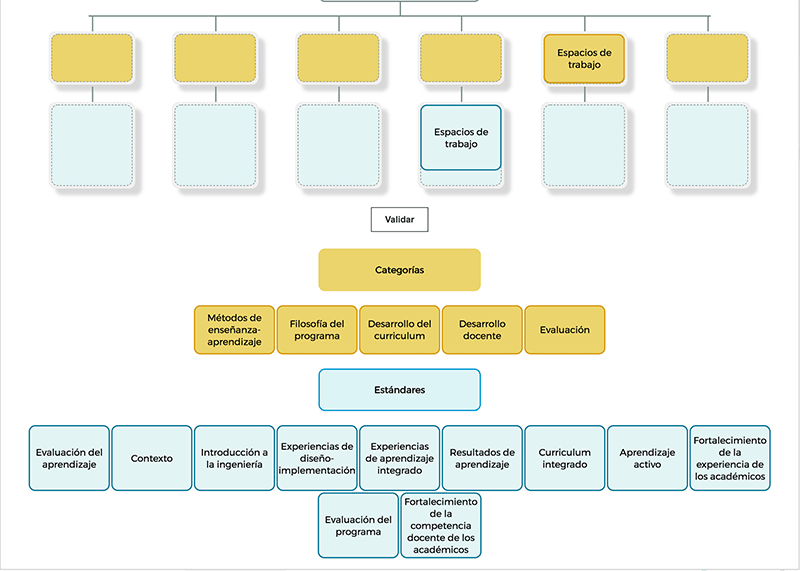 Espacios de
trabajo
Espacios de
trabajo
Validar
Categorías
Métodos de
enseñanza-
aprendizaje
Filosofía del
programa
Desarrollo del
curriculum
Desarrollo
docente
Evaluación
Estándares
Evaluación del
aprendizaje
Contexto
Introducción a
la ingeniería
Experiencias de
diseño-
implementación
Experiencias
de aprendizaje
integrado
Resultados de
aprendizaje
Curriculum
integrado
Aprendizaje
activo
Fortalecimiento
de la
experiencia de
los académicos
Evaluación del
programa
Fortalecimiento
de la
competencia
docente de los
académicos